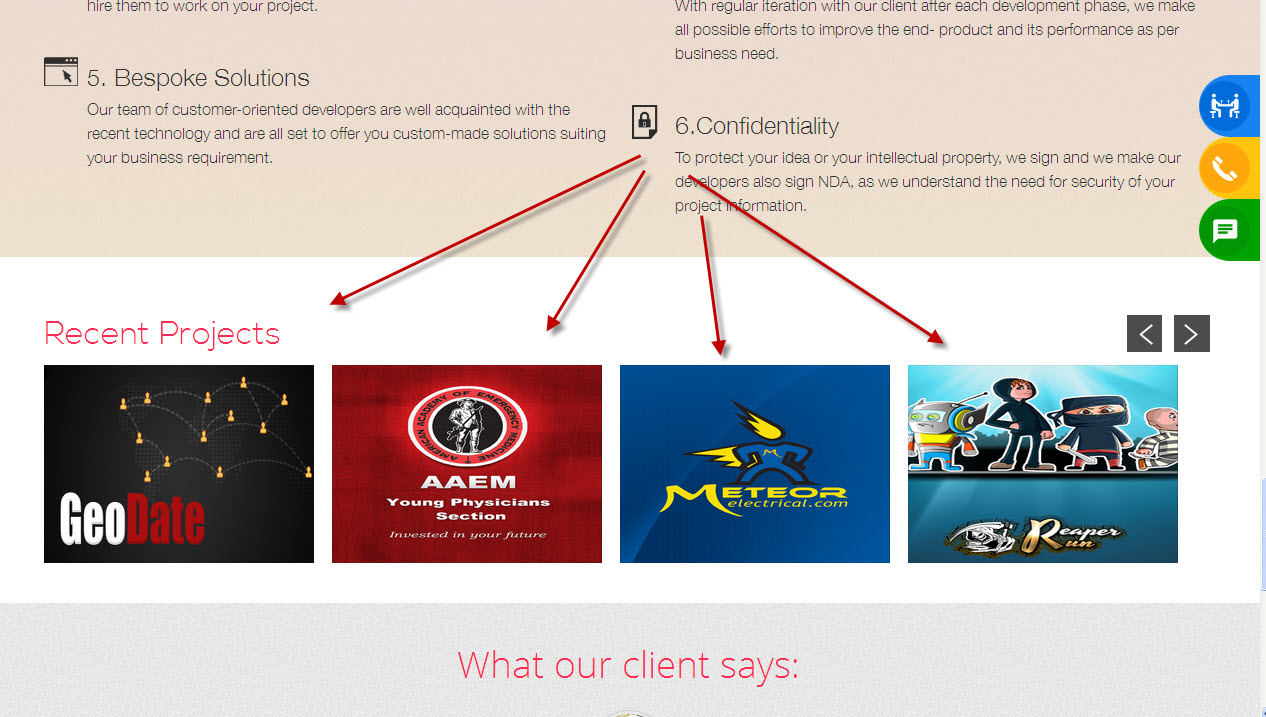 hire them to work on your project.
5. Bespoke Solutions
Our team of customer-oriented developers are well acquainted with the
recent technology and are all set to offer you custom-made solutions suiting
your business requirement.
With regular iteration with our client after each development phase, we make
all possible efforts to improve the end- product and its performance as per
business need.
6.Confidentiality
To protect your idea or your intellectual property, we sign and we make our
developers also sign NDA, as we understand the need for security of your
project information.
Recent Projects
GeoDate
AMERICAN ACADEMY OF EMERGENCY MEDICINE
AAEM
Young Physicians
Section
Invested in your future
M
METEOR
electrical.com
Reaper
Run
What our client says: